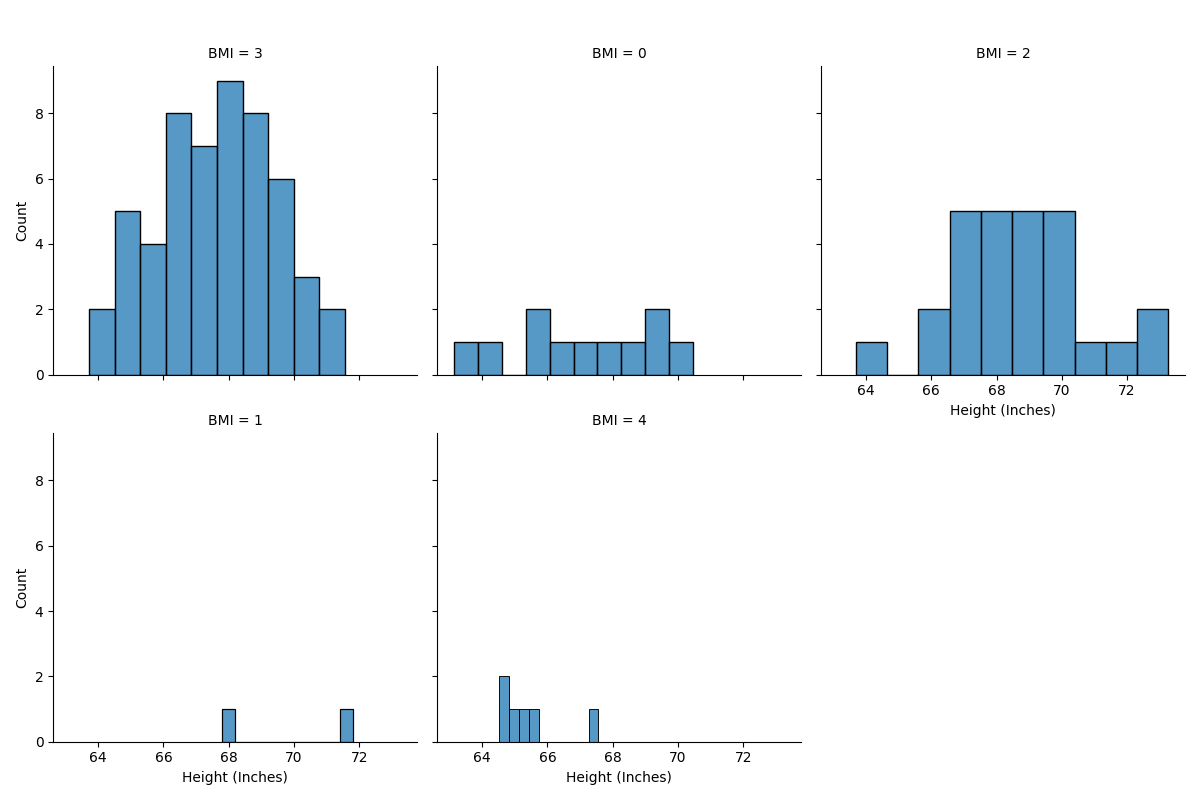 BMI = 3
BMI = 0
BMI = 2
Count
8
6
4
2
0
64 66 68 70 72
Height (Inches)
BMI = 1
BMI = 4
Count
8
6
4
2
0
64 66 68 70 72
64 66 68 70 72
Height (Inches)
Height (Inches)